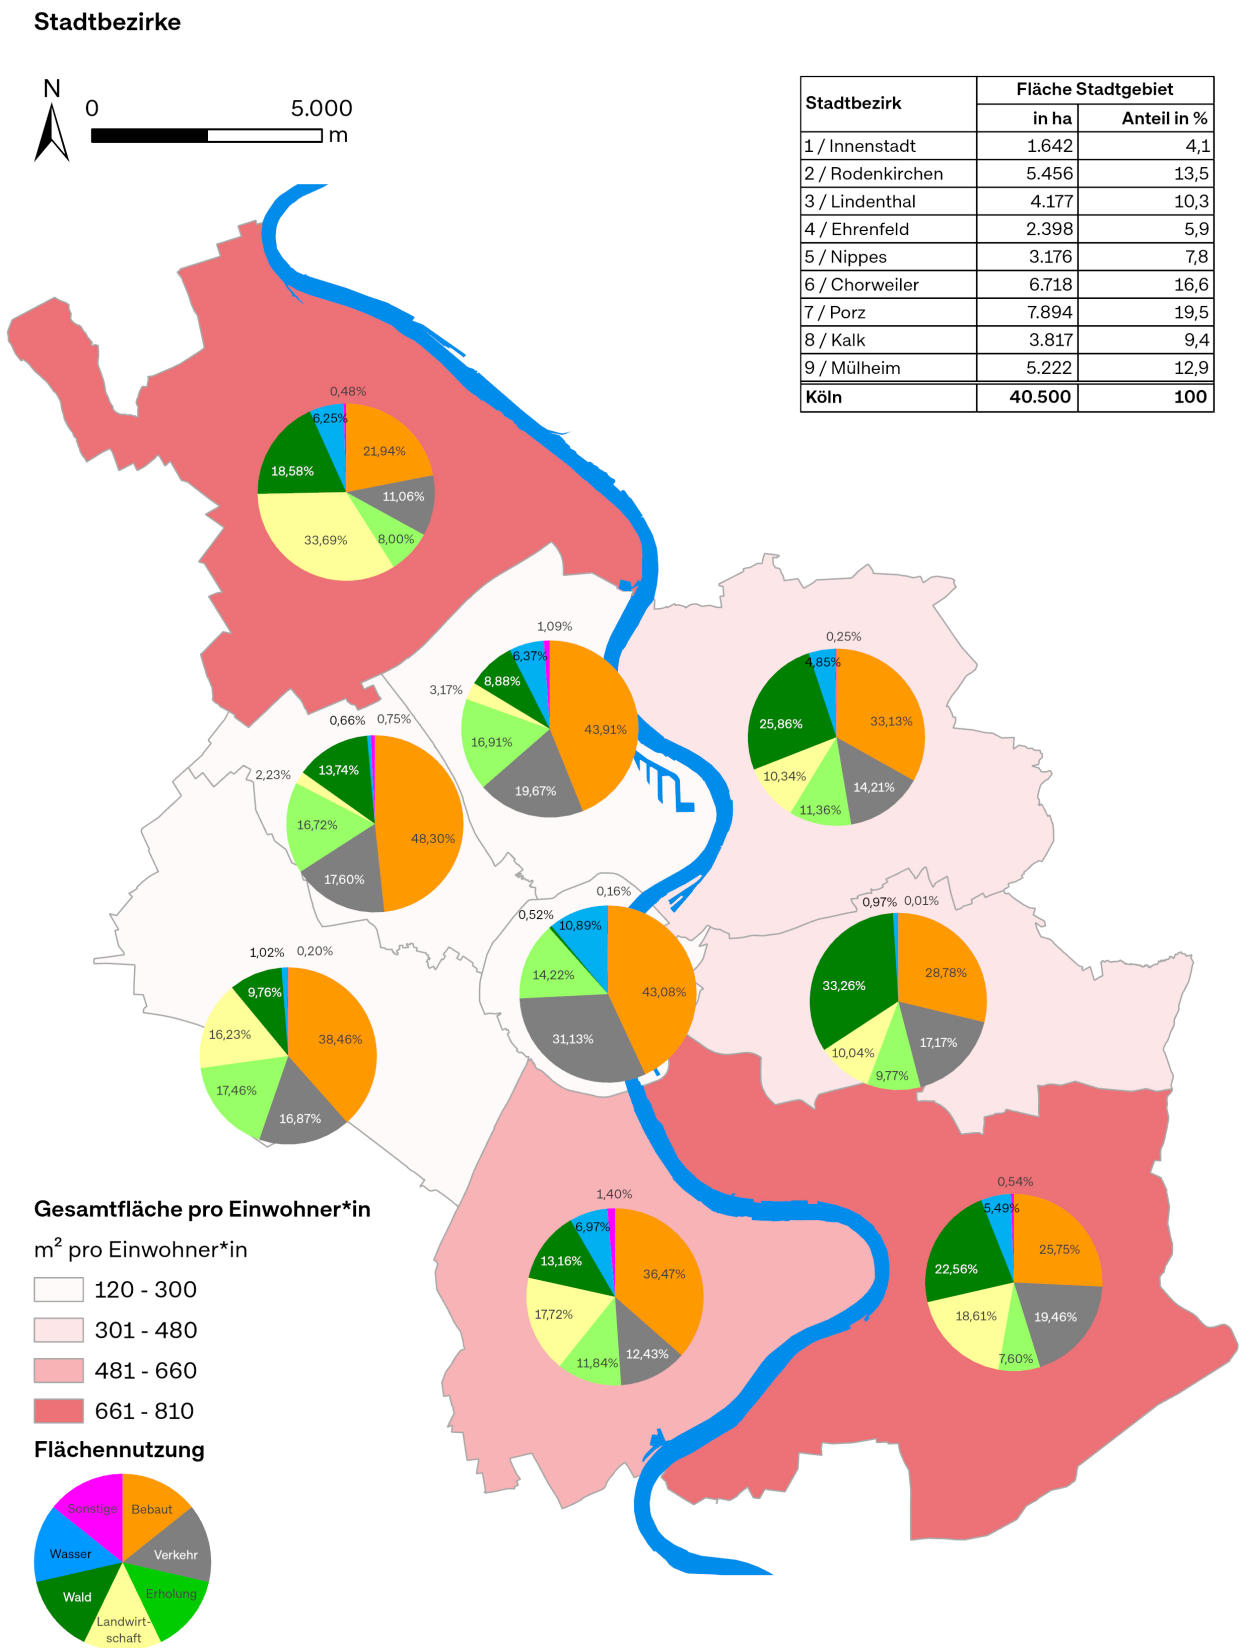 Stadtbezirke
N
0 5.000
m
Stadtbezirk Fläche Stadtgebiet
in ha Anteil in %
1 / Innenstadt 1.642 4,1
2 / Rodenkirchen 5.456 13,5
3 / Lindenthal 4.177 10,3
4 / Ehrenfeld 2.398 5,9
5 / Nippes 3.176 7,8
6 / Chorweiler 6.718 16,6
7 / Porz 7.894 19,5
8 / Kalk 3.817 9,4
9 / Mülheim 5.222 12,9
Köln 40.500 100
0,48%
6,25%
21,94%
18,58%
11,06%
33,69%
8,00%
1,09%
6,37%
8,88%
3,17%
43,91%
16,91%
19,67%
0,25%
4,85%
33,13%
25,86%
10,34%
14,21%
11,36%
0,66% 0,75%
13,74%
2,23%
16,72%
48,30%
17,60%
0,16%
0,52%
10,89%
14,22%
43,08%
31,13%
0,97% 0,01%
28,78%
33,26%
17,17%
10,04%
9,77%
1,02% 0,20%
9,76%
16,23%
38,46%
17,46%
16,87%
1,40%
6,97%
13,16%
36,47%
17,72%
12,43%
11,84%
0,54%
5,49%
25,75%
22,56%
18,61%
19,46%
7,60%
Gesamtfläche pro Einwohner*in
m² pro Einwohner*in
120 - 300
301 - 480
481 - 660
661 - 810
Flächennutzung
Sonstige Bebaut
Wasser Verkehr
Wald Erholung
Landwirt-
schaft